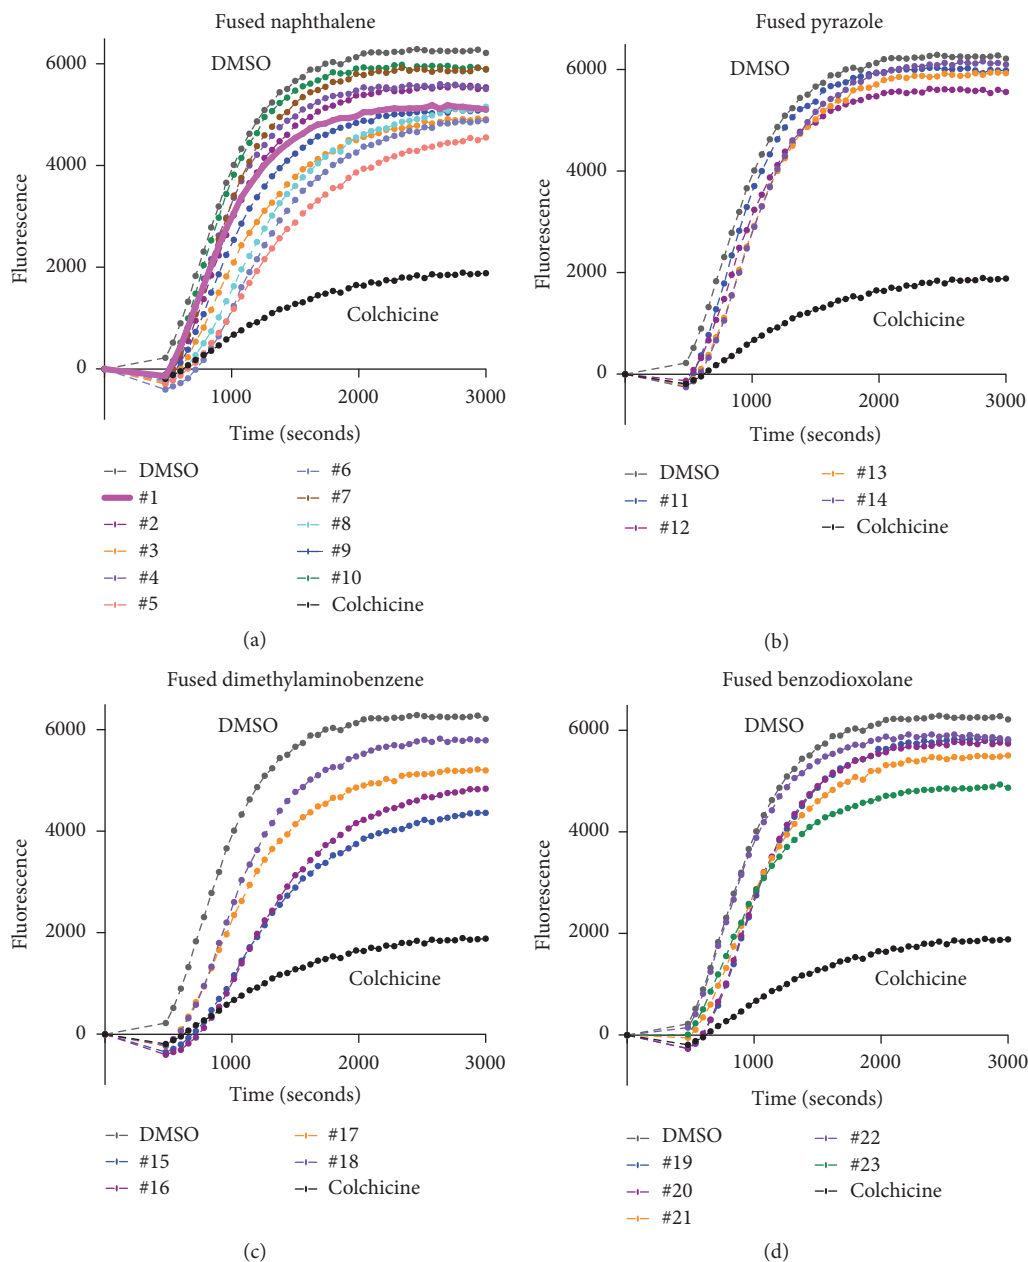 Fused naphthalene
6000
4000
2000
0
Fluorescence
DMSO
Colchicine
1000
2000
3000
Time (seconds)
DMSO
#1
#2
#3
#4
#5
#6
#7
#8
#9
#10
Colchicine
(a)
Fused pyrazole
6000
4000
2000
0
Fluorescence
DMSO
Colchicine
1000
2000
3000
Time (seconds)
DMSO
#11
#12
#13
#14
Colchicine
(b)
Fused dimethylaminobenzene
6000
4000
2000
0
Fluorescence
DMSO
Colchicine
1000
2000
3000
Time (seconds)
DMSO
#15
#16
#17
#18
Colchicine
(c)
Fused benzodioxolane
6000
4000
2000
0
Fluorescence
DMSO
Colchicine
1000
2000
3000
Time (seconds)
DMSO
#19
#20
#21
#22
#23
Colchicine
(d)